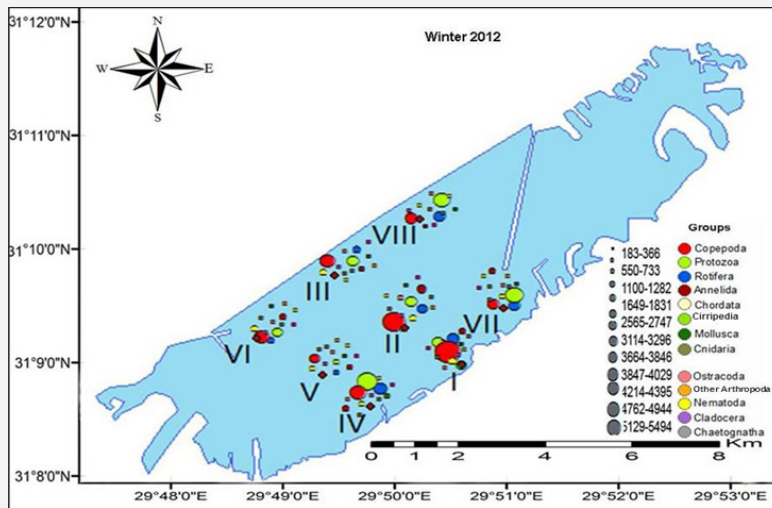 Winter 2012
N
W E
S
31°12'0"N
31°11'0"N
31°10'0"N
31°9'0"N
31°8'0"N
VIII
III
VII
II
VI
I
V
IV
Groups
Copepoda
Protozoa
Rotifera
Annelida
Chordata
Cirripedia
Mollusca
Cnidaria
Ostracoda
Other Arthropoda
Nematoda
Cladocera
Chaetognatha
183-366
550-733
1100-1282
1649-1831
2565-2747
3114-3296
3664-3846
3847-4029
4214-4395
4762-4944
5129-5494
Km
0 1 2 4 6 8
29°48'0"E 29°49'0"E 29°50'0"E 29°51'0"E 29°52'0"E 29°53'0"E